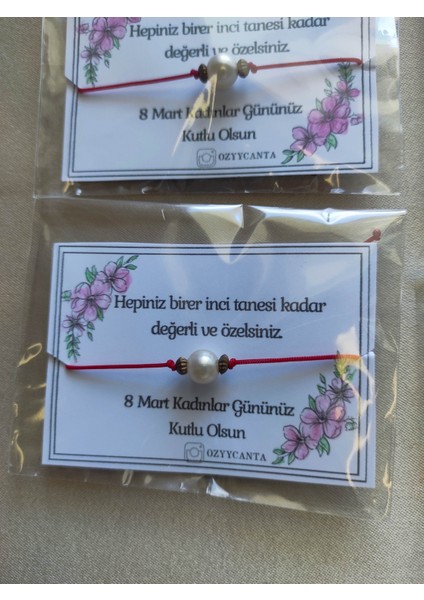 Hepiniz birer inci tanesi kadar
değerli ve özelsiniz.
8 Mart Kadınlar Gününüz
Kutlu Olsun
OZYYCANTA
Hepiniz birer inci tanesi kadar
değerli ve özelsiniz.
8 Mart Kadınlar Gününüz
Kutlu Olsun
OZYYCANTA